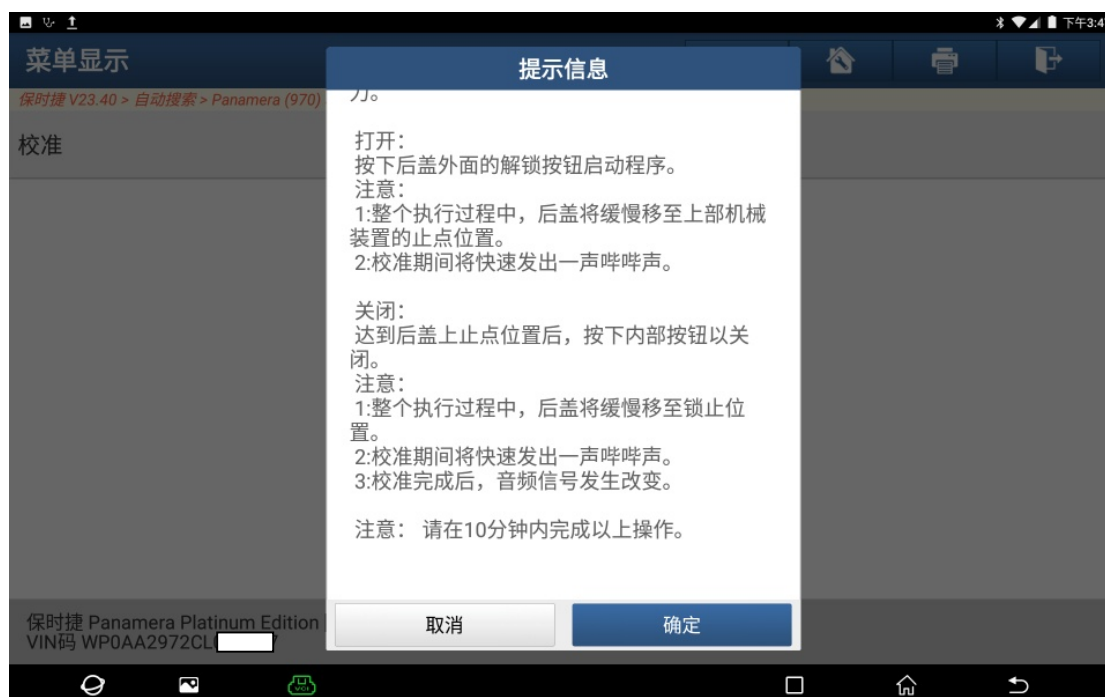 下午3:4
菜单显示
提示信息
保时捷 V23.40 > 自动搜索 > Panamera (970)
力。
校准
打开：
按下后盖外面的解锁按钮启动程序。
注意：
1:整个执行过程中，后盖将缓慢移至上部机械
装置的止点位置。
2:校准期间将快速发出一声哔哔声。
关闭：
达到后盖上止点位置后，按下内部按钮以关
闭。
注意：
1:整个执行过程中，后盖将缓慢移至锁止位
置。
2:校准期间将快速发出一声哔哔声。
3:校准完成后，音频信号发生改变。
注意： 请在10分钟内完成以上操作。
保时捷 Panamera Platinum Edition
VIN码 WP0AA2972CL
取消
确定
VCI